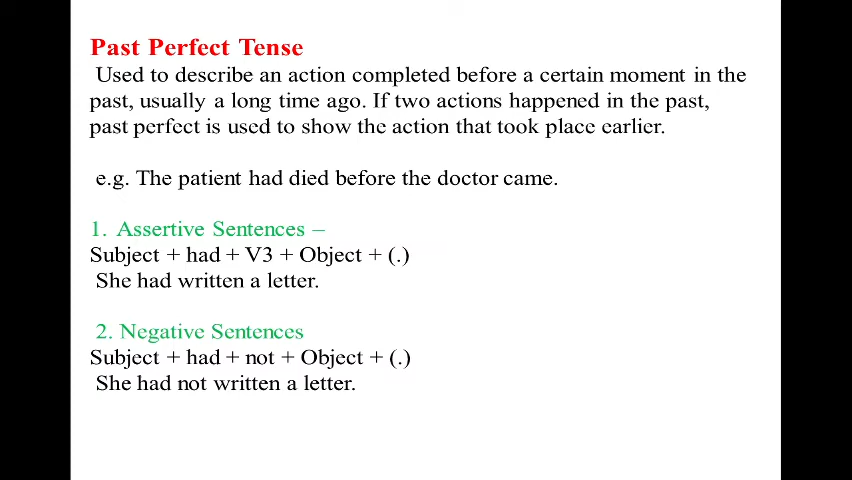 Past Perfect Tense
Used to describe an action completed before a certain moment in the
past, usually a long time ago. If two actions happened in the past,
past perfect is used to show the action that took place earlier.
e.g. The patient had died before the doctor came.
1. Assertive Sentences –
Subject + had + V3 + Object + (.)
She had written a letter.
2. Negative Sentences
Subject + had + not + Object + (.)
She had not written a letter.